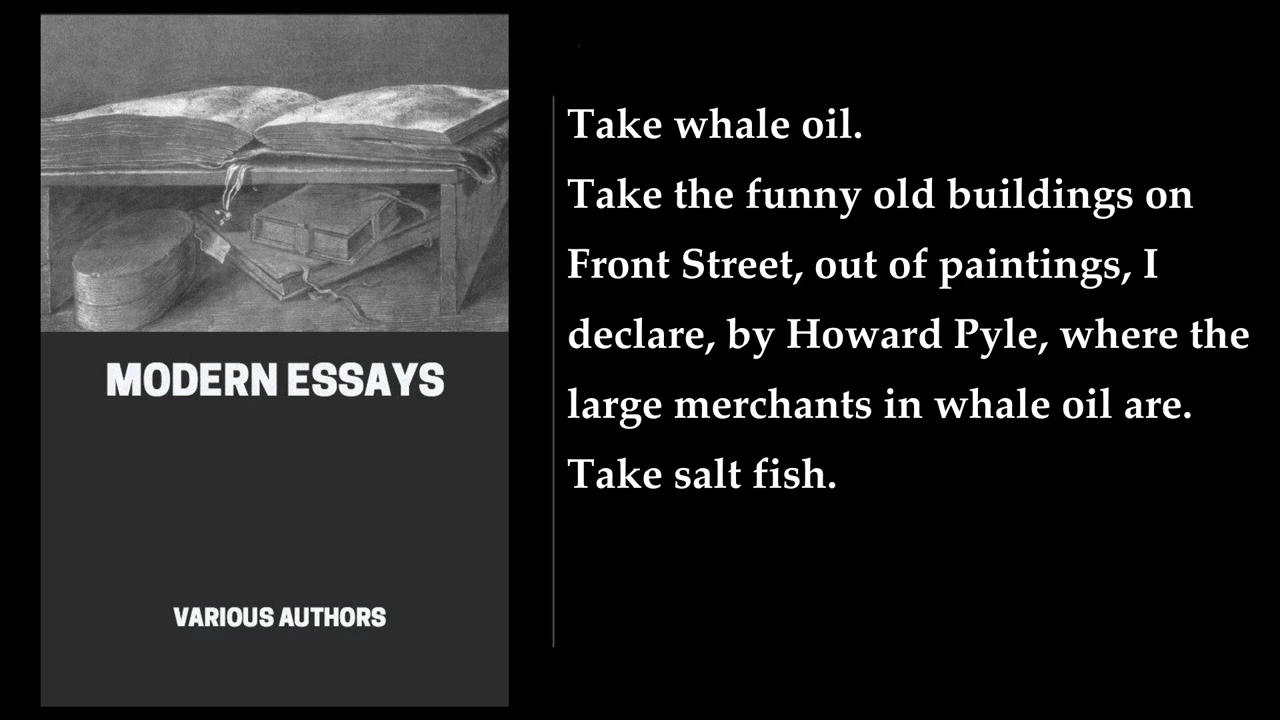 MODERN ESSAYS
VARIOUS AUTHORS
Take whale oil.
Take the funny old buildings on
Front Street, out of paintings, I
declare, by Howard Pyle, where the
large merchants in whale oil are.
Take salt fish.